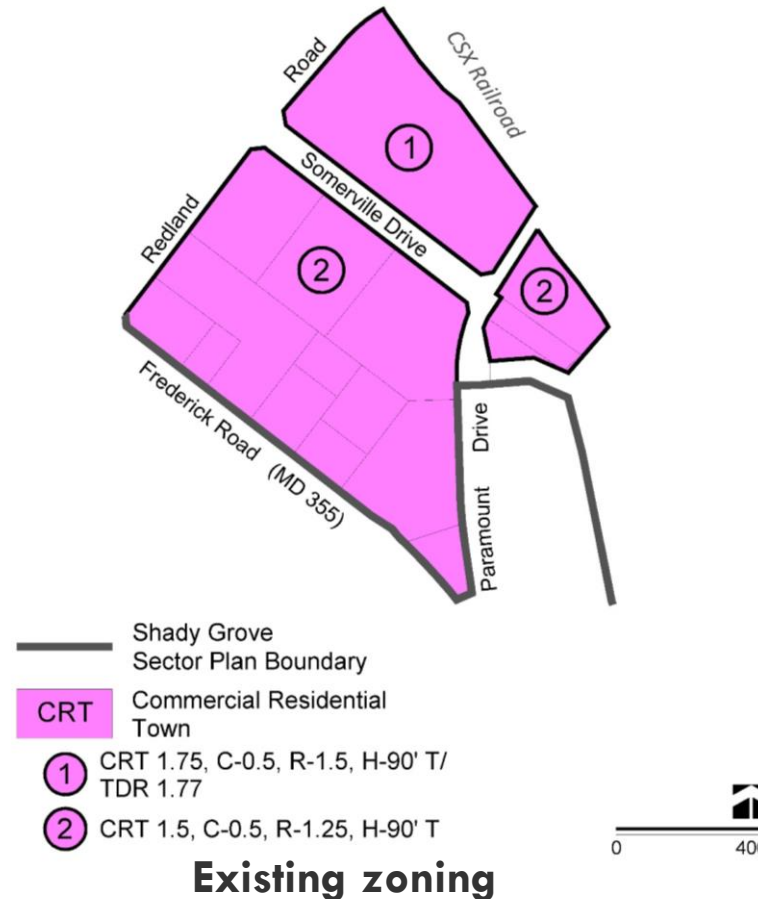 Road
CSX Railroad
1
Somerville Drive
Redland
2
2
Frederick Road (MD 355)
Drive
Paramount
Shady Grove
Sector Plan Boundary
CRT
Commercial Residential
Town
1
CRT 1.75, C-0.5, R-1.5, H-90' T/
TDR 1.77
2
CRT 1.5, C-0.5, R-1.25, H-90' T
0
Existing zoning